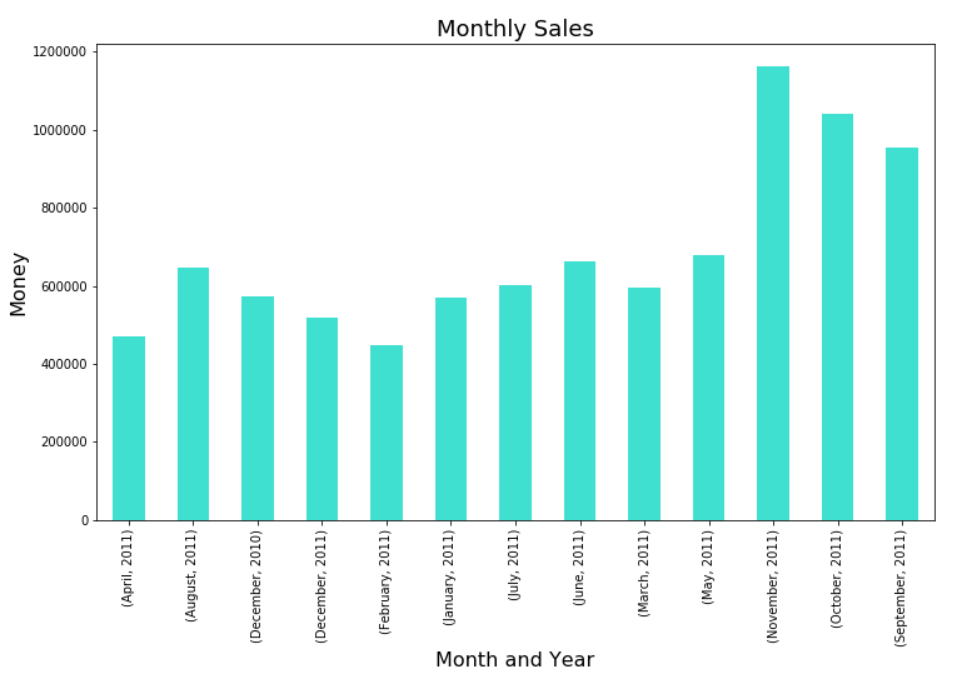 Monthly Sales
1200000
1000000
800000
600000
400000
200000
0
Money
(April, 2011)
(August, 2011)
(December, 2010)
(December, 2011)
(February, 2011)
(January, 2011)
(July, 2011)
(June, 2011)
(March, 2011)
(May, 2011)
(November, 2011)
(October, 2011)
(September, 2011)
Month and Year